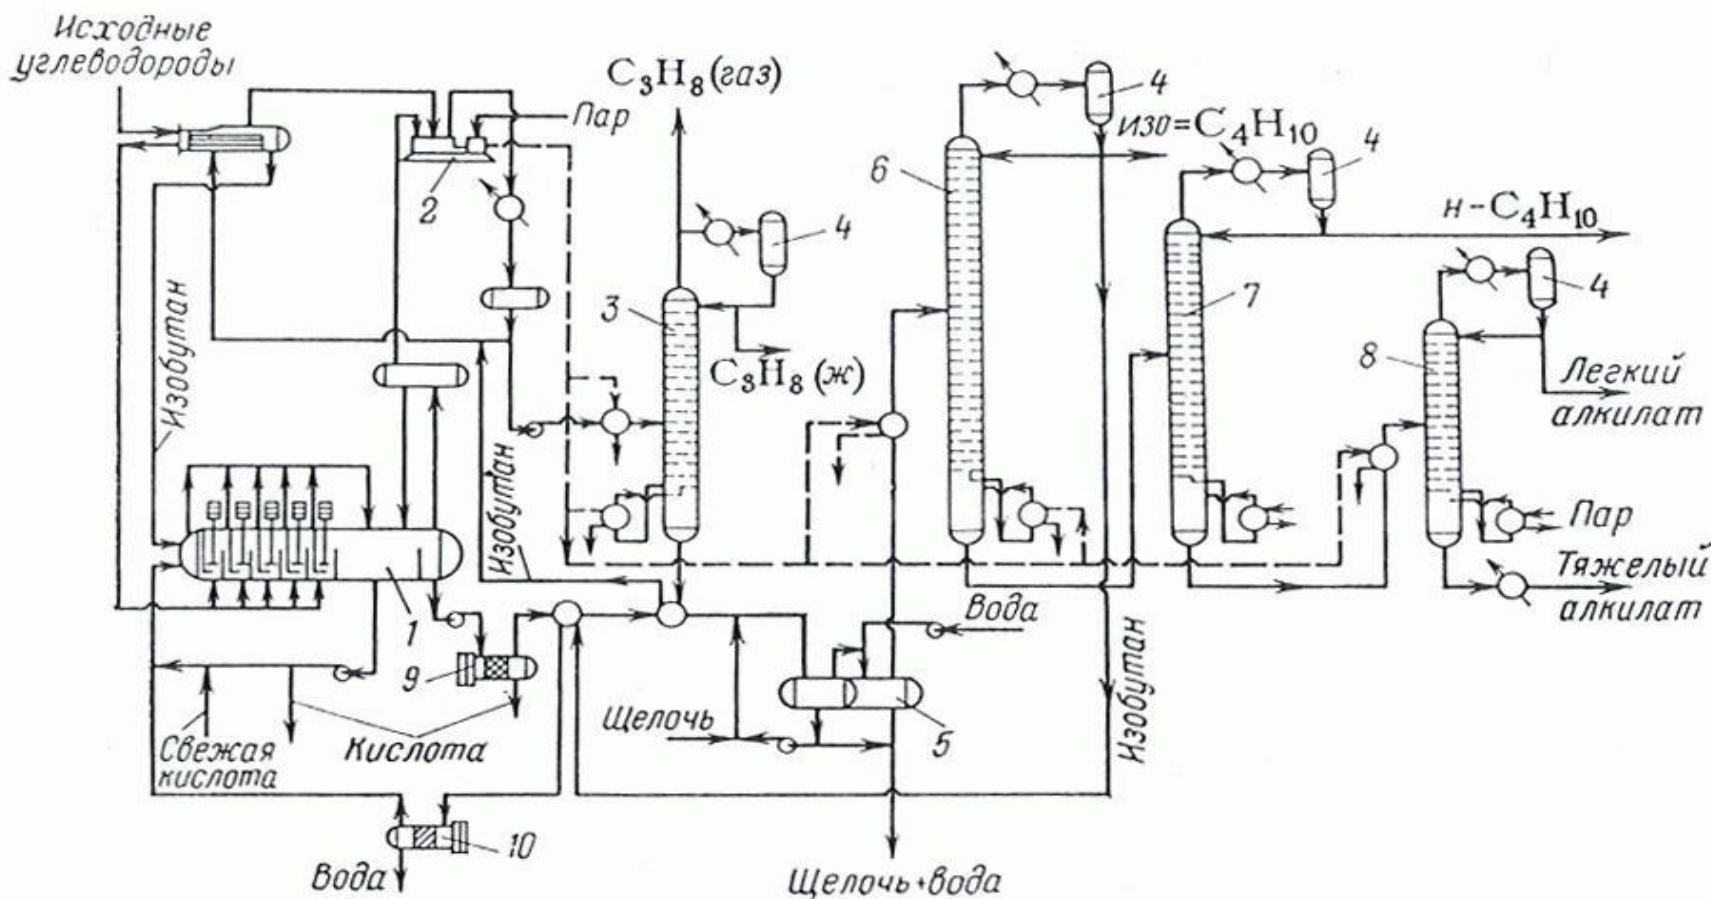 Исходные
углеводороды
C₃H₈ (газ)
Пар
2
4
изо=C₄H₁₀
4
6
н-C₄H₁₀
4
3
7
4
8
C₃H₈ (ж)
Легкий
алкилат
Изобутан
Изобутан
Пар
Тяжелый
алкилат
1
Вода
9
Изобутан
Щелочь
5
Свежая
кислота
Кислота
10
Вода
Щелочь+вода